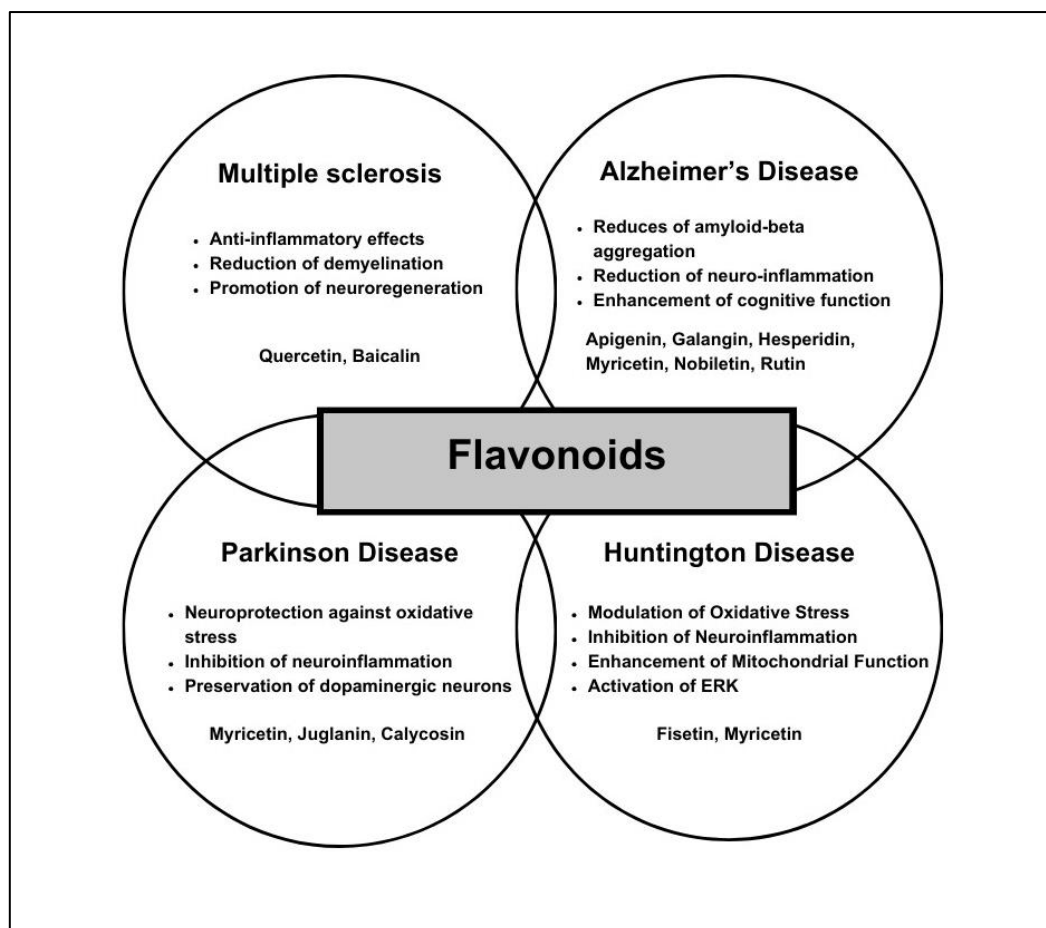 Multiple sclerosis
• Anti-inflammatory effects
• Reduction of demyelination
• Promotion of neuroregeneration
Quercetin, Baicalin
Alzheimer's Disease
• Reduces of amyloid-beta
aggregation
• Reduction of neuro-inflammation
• Enhancement of cognitive function
Apigenin, Galangin, Hesperidin,
Myricetin, Nobiletin, Rutin
Flavonoids
Parkinson Disease
• Neuroprotection against oxidative
stress
• Inhibition of neuroinflammation
• Preservation of dopaminergic neurons
Myricetin, Juglanin, Calycosin
Huntington Disease
• Modulation of Oxidative Stress
• Inhibition of Neuroinflammation
• Enhancement of Mitochondrial Function
• Activation of ERK
Fisetin, Myricetin